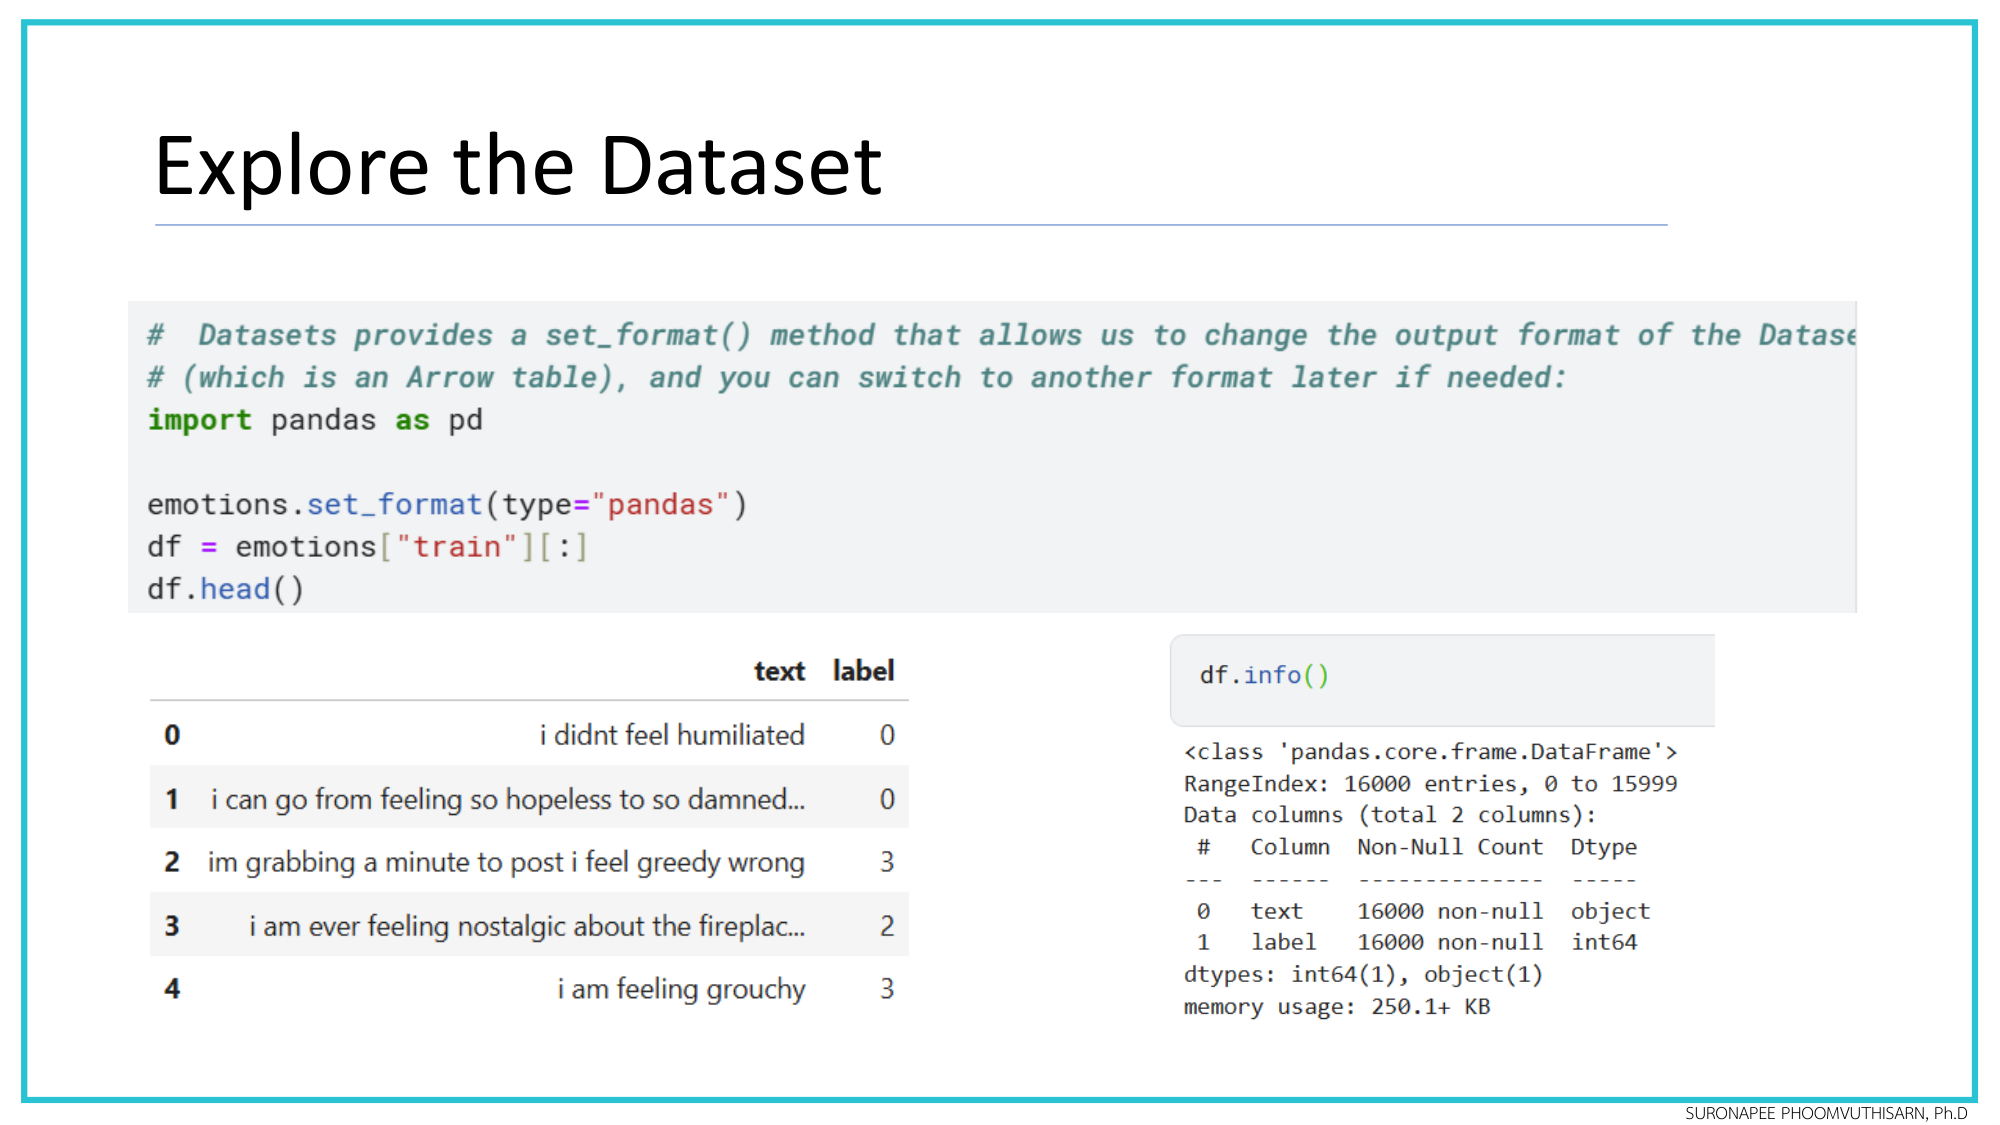 Explore the Dataset
#  Datasets provides a set_format() method that allows us to change the output format of the Datase
# (which is an Arrow table), and you can switch to another format later if needed:
import pandas as pd
emotions.set_format(type="pandas")
df = emotions["train"][:]
df.head()
text label
0 i didnt feel humiliated 0
1 i can go from feeling so hopeless to so damned... 0
2 im grabbing a minute to post i feel greedy wrong 3
3 i am ever feeling nostalgic about the fireplac... 2
4 i am feeling grouchy 3
df.info()
<class 'pandas.core.frame.DataFrame'>
RangeIndex: 16000 entries, 0 to 15999
Data columns (total 2 columns):
 #   Column  Non-Null Count  Dtype
---  ------  --------------  -----
 0   text    16000 non-null  object
 1   label   16000 non-null  int64
dtypes: int64(1), object(1)
memory usage: 250.1+ KB
SURONAPEE PHOOMVUTHISARN, Ph.D